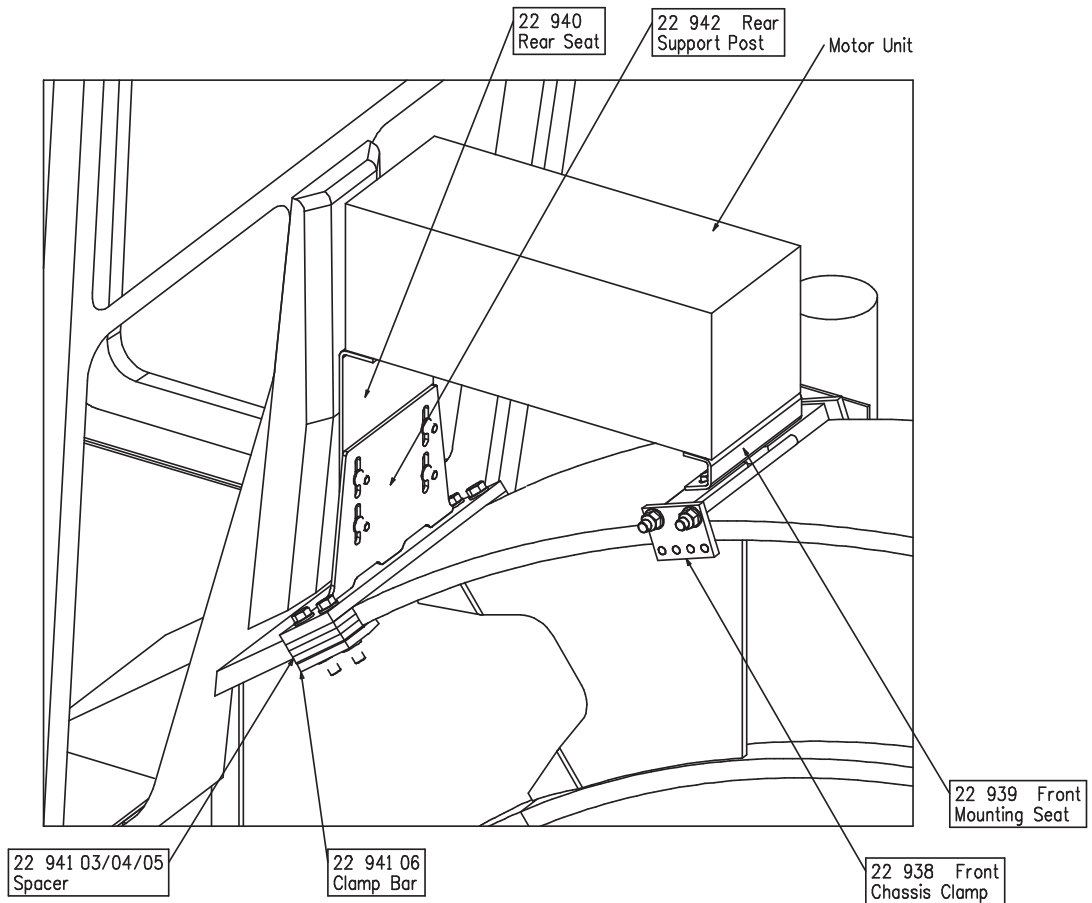 22 940
Rear Seat
22 942 Rear
Support Post
Motor Unit
22 939 Front
Mounting Seat
22 941 03/04/05
Spacer
22 941 06
Clamp Bar
22 938 Front
Chassis Clamp